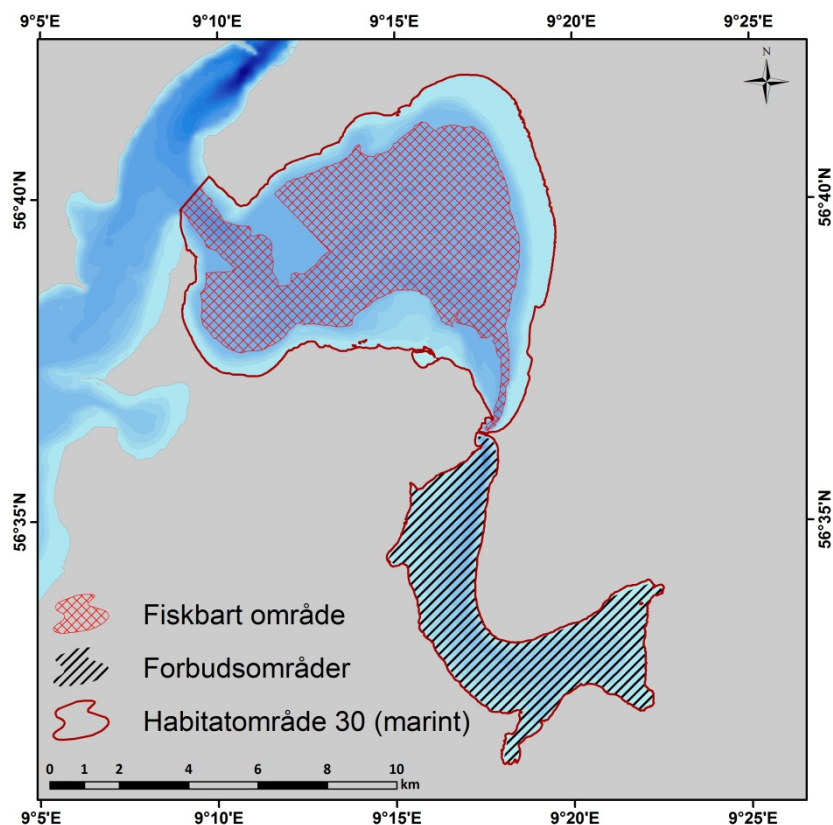 9°5'E 9°10'E 9°15'E 9°20'E 9°25'E
N
56°40'N 56°40'N
56°35'N 56°35'N
Fiskbart område
Forbudsområder
Habitatområde 30 (marint)
0 1 2 4 6 8 10
km
9°5'E 9°10'E 9°15'E 9°20'E 9°25'E